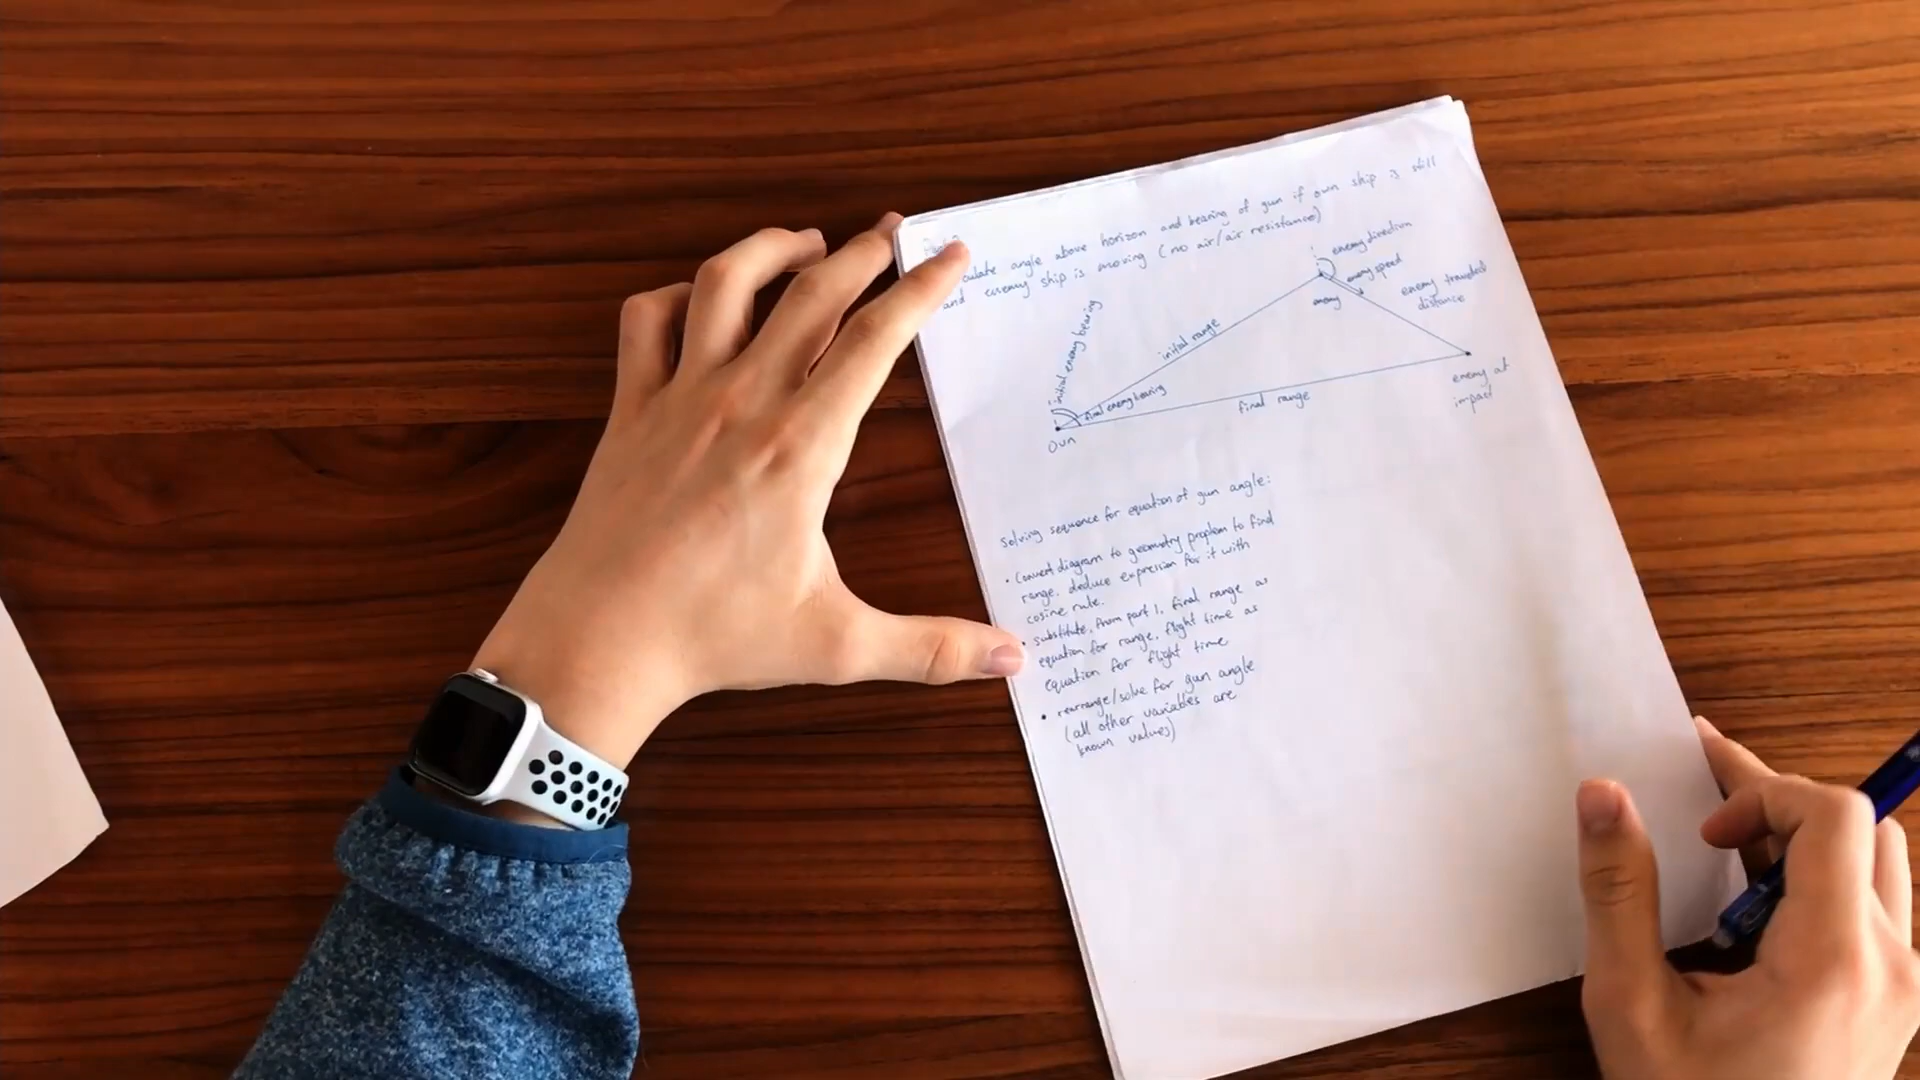 Part 2
culate angle above horizon and bearing of gun if own ship is still
and enemy ship is moving (no air/air resistance)
enemy direction
enemy speed
enemy
enemy traveled
distance
initial enemy bearing
initial range
final enemy bearing
final range
enemy at
impact
Own
Solving sequence for equation of gun angle:
• Convert diagram to geometry problem to find
range. deduce expression for it with
cosine rule.
• substitute, from part 1, final range as
equation for range, flight time as
equation for flight time
• rearrange/solve for gun angle
(all other variables are
known values)